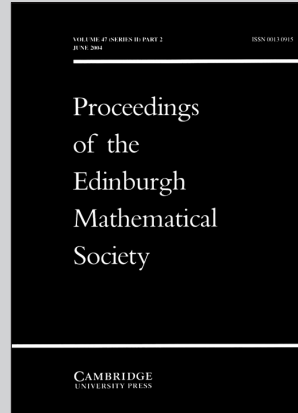 VOLUME 47 (SERIES II) PART 2 ISSN 0013 0915
JUNE 2004
Proceedings
of the
Edinburgh
Mathematical
Society
CAMBRIDGE
UNIVERSITY PRESS